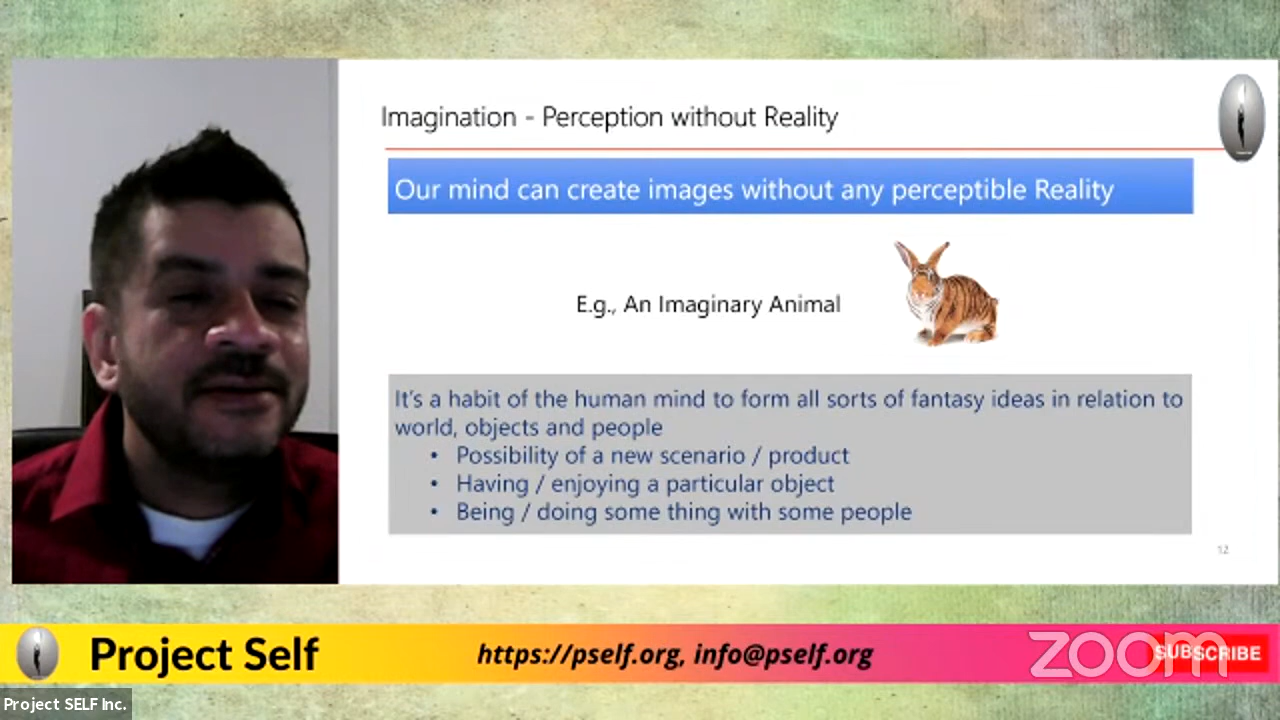 Imagination - Perception without Reality
Our mind can create images without any perceptible Reality
E.g., An Imaginary Animal
It's a habit of the human mind to form all sorts of fantasy ideas in relation to
world, objects and people
• Possibility of a new scenario / product
• Having / enjoying a particular object
• Being / doing some thing with some people
12
Project Self
https://pself.org, info@pself.org
zoom
SUBSCRIBE
Project SELF Inc.